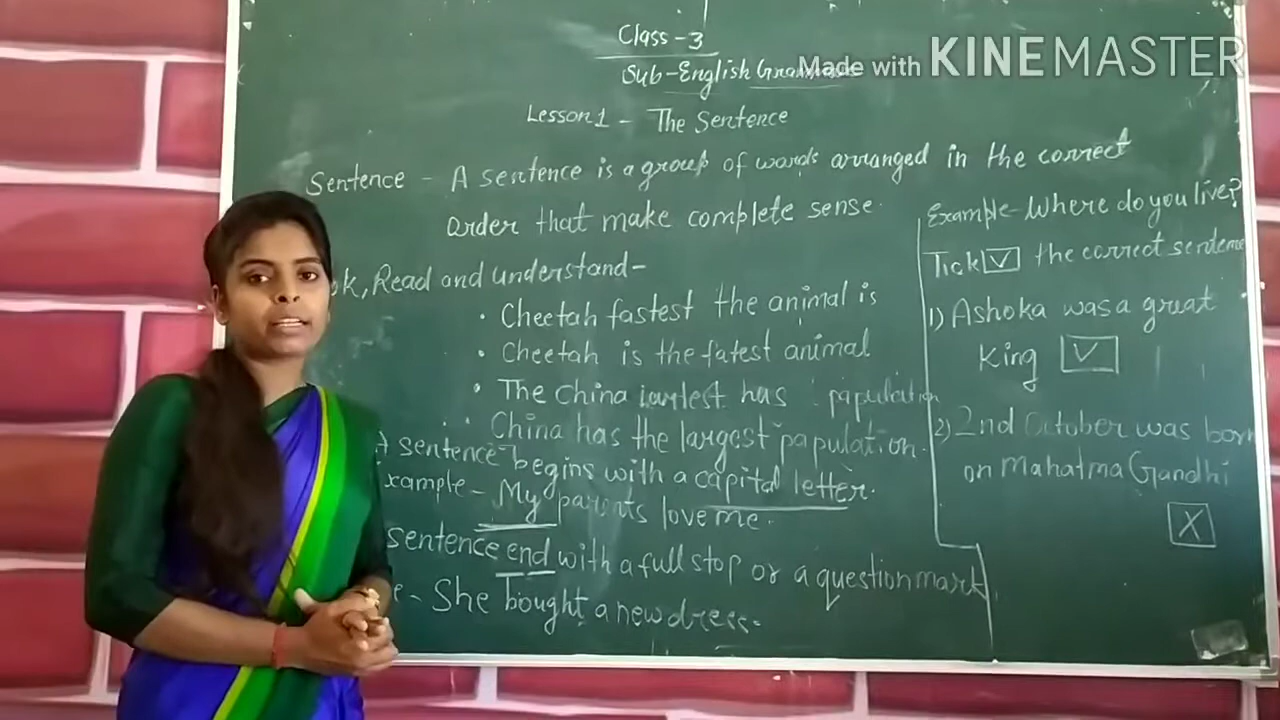 Class-3
Sub-English
Made with KINEMASTER
Lesson 1 - The Sentence
Sentence - A sentence is a group of words arranged in the correct
order that make complete sense.
ok, Read and understand-
• Cheetah fastest the animal is
• Cheetah is the fatest animal
• The China has papulation
• China has the largest papulation.
A sentence begins with a capital letter.
xample - My parents love me.
sentence end with a full stop or a question mark
e - She bought a new dress.
Example - Where do you live?
Tick V the correct sentence
1) Ashoka was a great
King V
2) 2nd October was born
on Mahatma Gandhi
X